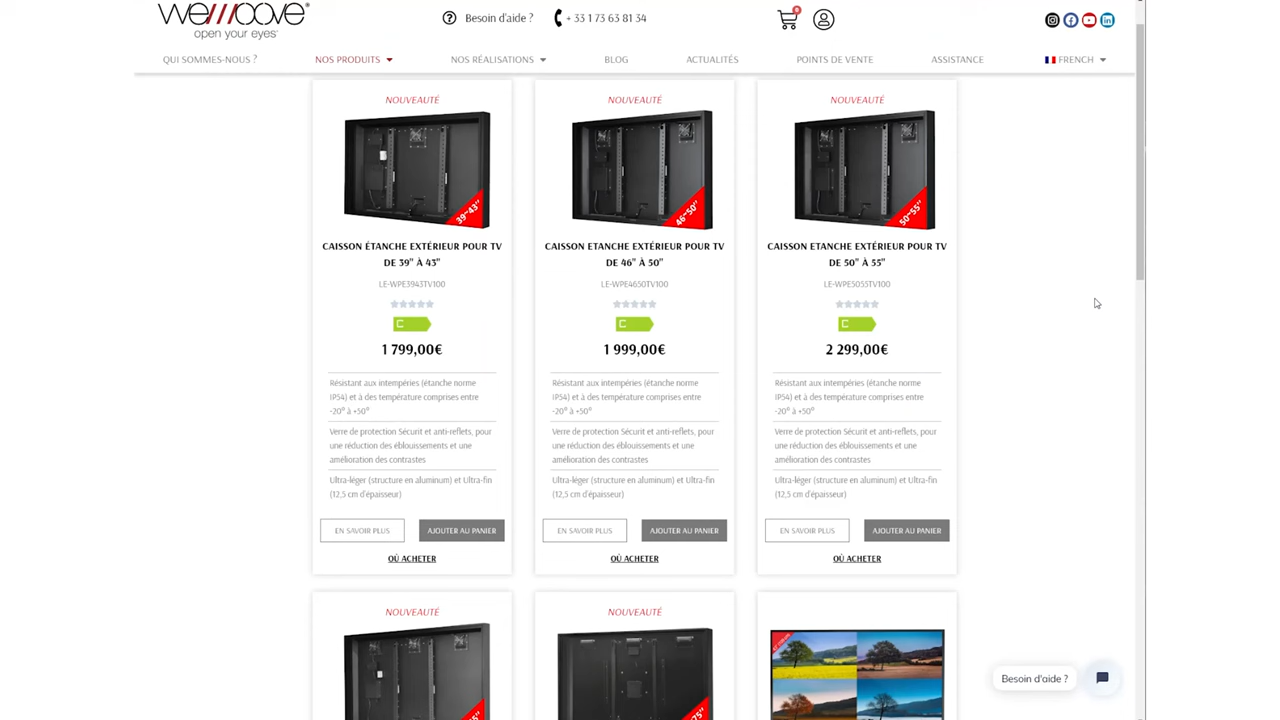 wemoove®
open your eyes
Besoin d'aide ?
+ 33 1 73 63 81 34
0
QUI SOMMES-NOUS ?
NOS PRODUITS
NOS RÉALISATIONS
BLOG
ACTUALITÉS
POINTS DE VENTE
ASSISTANCE
FRENCH
NOUVEAUTÉ
39~43"
CAISSON ÉTANCHE EXTÉRIEUR POUR TV
DE 39" À 43"
LE-WPE3943TV100
C
1 799,00€
Résistant aux intempéries (étanche norme
IP54) et à des température comprises entre
-20° à +50°
Verre de protection Sécurit et anti-reflets, pour
une réduction des éblouissements et une
amélioration des contrastes
Ultra-léger (structure en aluminum) et Ultra-fin
(12,5 cm d'épaisseur)
EN SAVOIR PLUS
AJOUTER AU PANIER
OÙ ACHETER
NOUVEAUTÉ
46~50"
CAISSON ETANCHE EXTÉRIEUR POUR TV
DE 46" À 50"
LE-WPE4650TV100
C
1 999,00€
Résistant aux intempéries (étanche norme
IP54) et à des température comprises entre
-20° à +50°
Verre de protection Sécurit et anti-reflets, pour
une réduction des éblouissements et une
amélioration des contrastes
Ultra-léger (structure en aluminum) et Ultra-fin
(12,5 cm d'épaisseur)
EN SAVOIR PLUS
AJOUTER AU PANIER
OÙ ACHETER
NOUVEAUTÉ
50~55"
CAISSON ETANCHE EXTÉRIEUR POUR TV
DE 50" À 55"
LE-WPE5055TV100
C
2 299,00€
Résistant aux intempéries (étanche norme
IP54) et à des température comprises entre
-20° à +50°
Verre de protection Sécurit et anti-reflets, pour
une réduction des éblouissements et une
amélioration des contrastes
Ultra-léger (structure en aluminum) et Ultra-fin
(12,5 cm d'épaisseur)
EN SAVOIR PLUS
AJOUTER AU PANIER
OÙ ACHETER
NOUVEAUTÉ
NOUVEAUTÉ
Besoin d'aide ?